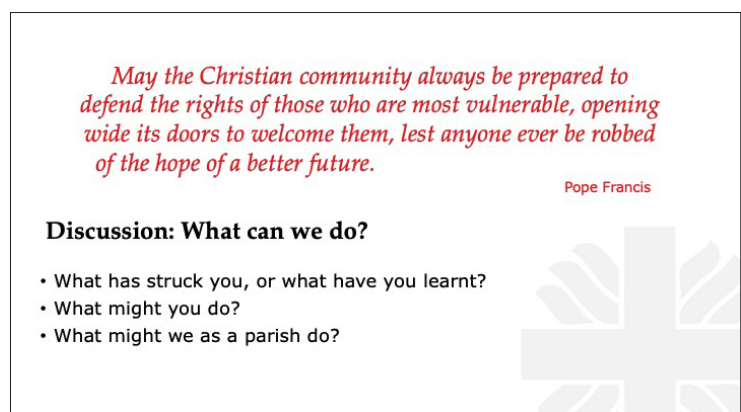 May the Christian community always be prepared to
defend the rights of those who are most vulnerable, opening
wide its doors to welcome them, lest anyone ever be robbed
of the hope of a better future.
Pope Francis
Discussion: What can we do?
• What has struck you, or what have you learnt?
• What might you do?
• What might we as a parish do?